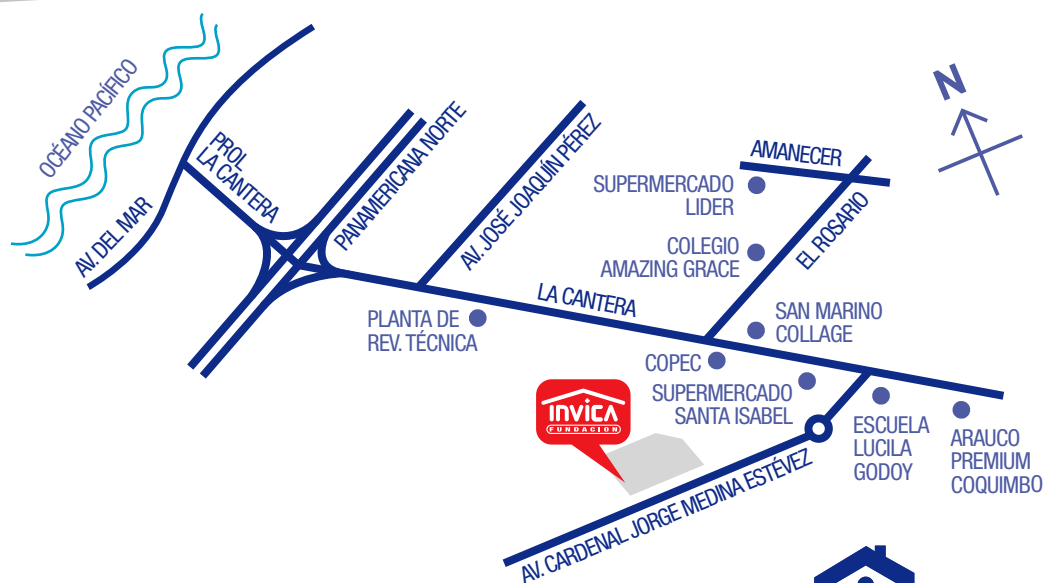 OCÉANO PACÍFICO
AV. DEL MAR
PROL.
LA CANTERA
PANAMERICANA NORTE
AV. JOSÉ JOAQUÍN PÉREZ
N
AMANECER
SUPERMERCADO
LIDER
EL ROSARIO
COLEGIO
AMAZING GRACE
LA CANTERA
PLANTA DE
REV. TÉCNICA
SAN MARINO
COLLAGE
COPEC
SUPERMERCADO
SANTA ISABEL
INVICA
FUNDACION
ESCUELA
LUCILA
GODOY
ARAUCO
PREMIUM
COQUIMBO
AV. CARDENAL JORGE MEDINA ESTÉVEZ